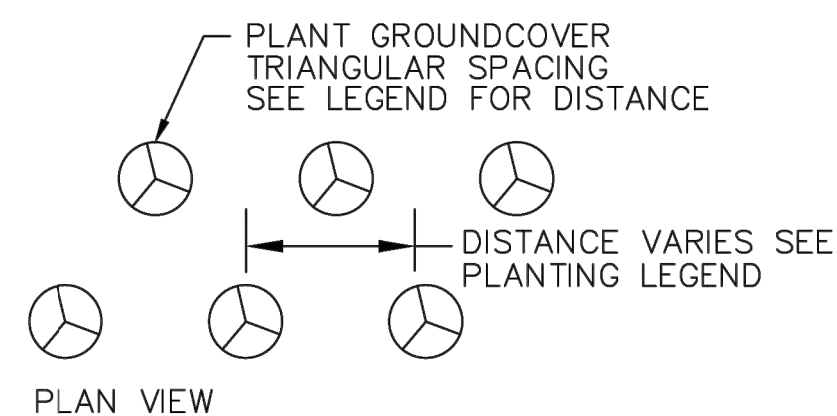 PLANT GROUNDCOVER
TRIANGULAR SPACING
SEE LEGEND FOR DISTANCE
DISTANCE VARIES SEE
PLANTING LEGEND
PLAN VIEW